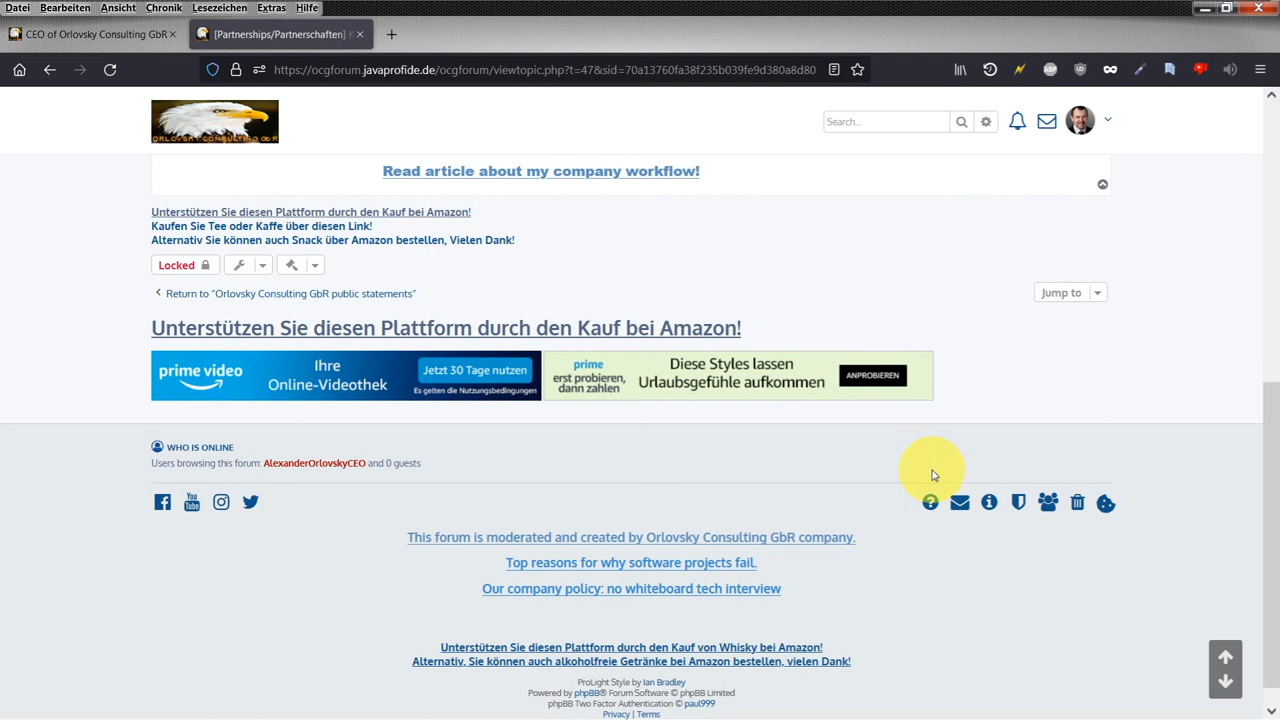 Datei Bearbeiten Ansicht Chronik Lesezeichen Extras Hilfe
CEO of Orlovsky Consulting GbR
[Partnerships/Partnerschaften]
https://ocgforum.javaprofide.de/ocgforum/viewtopic.php?t=47&sid=70a13760fa38f235b039fe9d380a8d80
ABP
ORLOVSKY CONSULTING GbR
Search...
Read article about my company workflow!
Unterstützen Sie diesen Plattform durch den Kauf bei Amazon!
Kaufen Sie Tee oder Kaffe über diesen Link!
Alternativ Sie können auch Snack über Amazon bestellen, Vielen Dank!
Locked
Return to “Orlovsky Consulting GbR public statements”
Jump to
Unterstützen Sie diesen Plattform durch den Kauf bei Amazon!
prime video
Ihre
Online-Videothek
Jetzt 30 Tage nutzen
Es gelten die Nutzungsbedingungen
prime
erst probieren,
dann zahlen
Diese Styles lassen
Urlaubsgefühle aufkommen
ANPROBIEREN
WHO IS ONLINE
Users browsing this forum: AlexanderOrlovskyCEO and 0 guests
You Tube
This forum is moderated and created by Orlovsky Consulting GbR company.
Top reasons for why software projects fail.
Our company policy: no whiteboard tech interview
Unterstützen Sie diesen Plattform durch den Kauf von Whisky bei Amazon!
Alternativ, Sie können auch alkoholfreie Getränke bei Amazon bestellen, vielen Dank!
ProLight Style by Ian Bradley
Powered by phpBB® Forum Software © phpBB Limited
phpBB Two Factor Authentication © paul999
Privacy | Terms